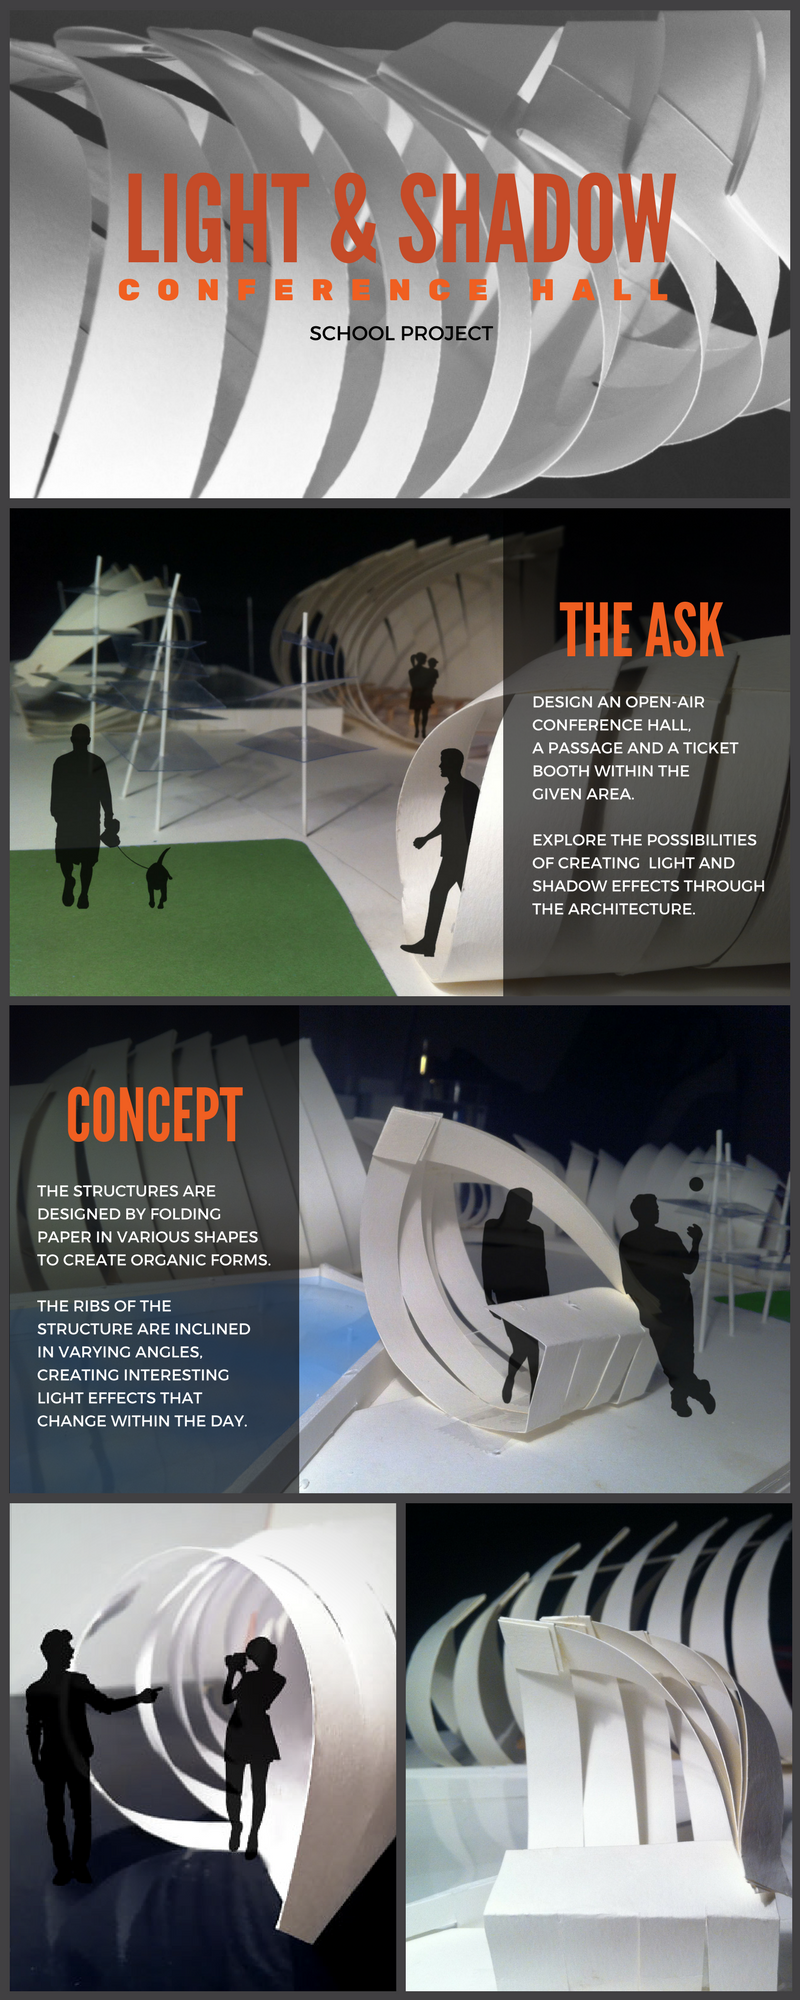 LIGHT & SHADOW
CONFERENCE HALL
SCHOOL PROJECT
THE ASK
DESIGN AN OPEN-AIR
CONFERENCE HALL,
A PASSAGE AND A TICKET
BOOTH WITHIN THE
GIVEN AREA.
EXPLORE THE POSSIBILITIES
OF CREATING LIGHT AND
SHADOW EFFECTS THROUGH
THE ARCHITECTURE.
CONCEPT
THE STRUCTURES ARE
DESIGNED BY FOLDING
PAPER IN VARIOUS SHAPES
TO CREATE ORGANIC FORMS.
THE RIBS OF THE
STRUCTURE ARE INCLINED
IN VARYING ANGLES,
CREATING INTERESTING
LIGHT EFFECTS THAT
CHANGE WITHIN THE DAY.